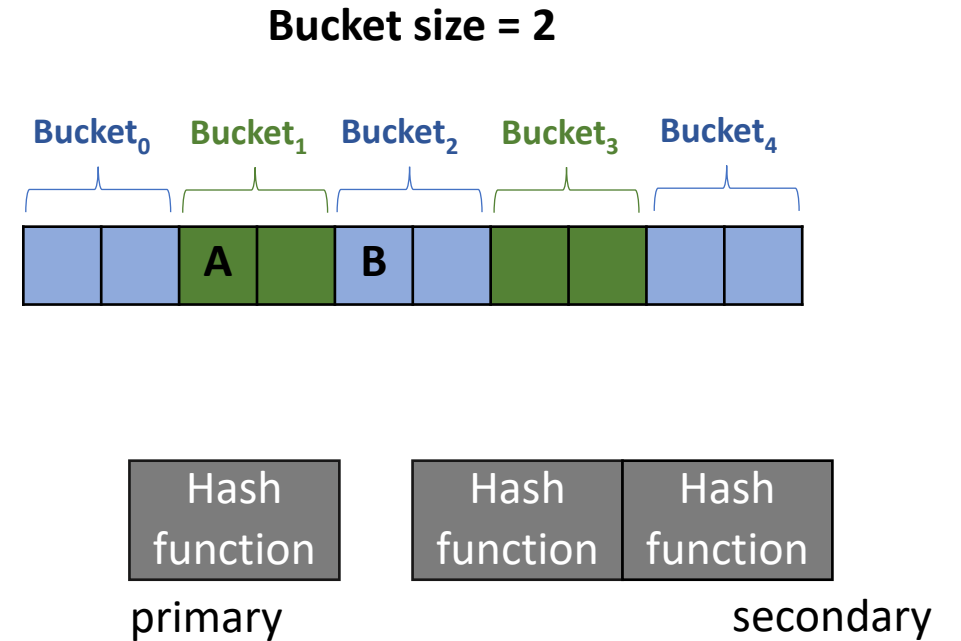 Bucket size = 2
Bucket₀ Bucket₁ Bucket₂ Bucket₃ Bucket₄
A B
Hash function Hash function Hash function
primary secondary